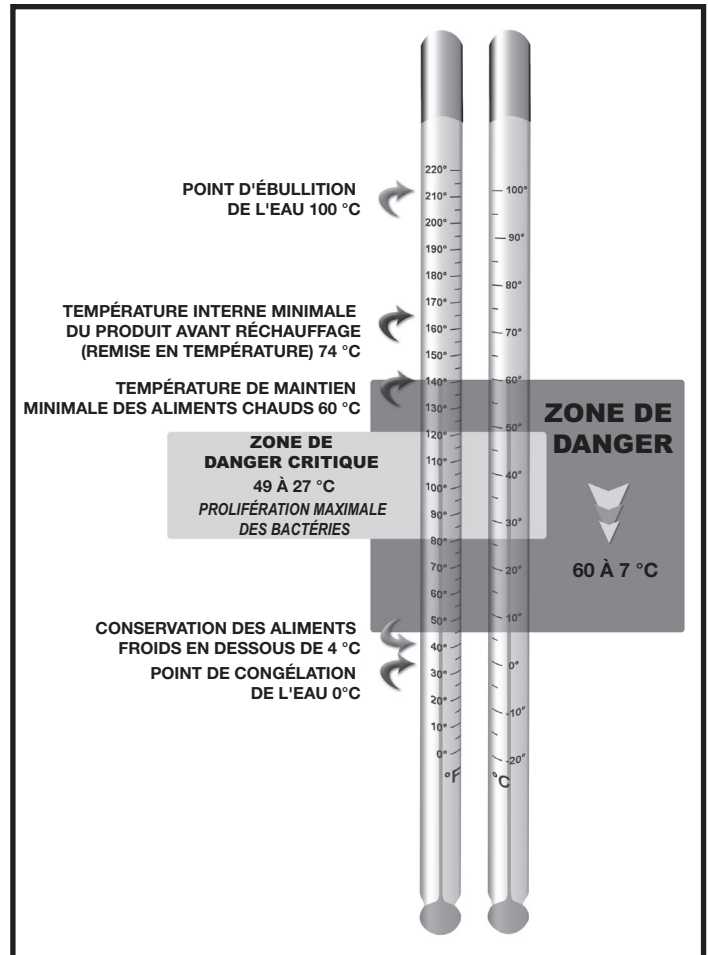 POINT D'ÉBULLITION
DE L'EAU 100 °C
TEMPÉRATURE INTERNE MINIMALE
DU PRODUIT AVANT RÉCHAUFFAGE
(REMISE EN TEMPÉRATURE) 74 °C
TEMPÉRATURE DE MAINTIEN
MINIMALE DES ALIMENTS CHAUDS 60 °C
ZONE DE
DANGER CRITIQUE
49 À 27 °C
PROLIFÉRATION MAXIMALE
DES BACTÉRIES
CONSERVATION DES ALIMENTS
FROIDS EN DESSOUS DE 4 °C
POINT DE CONGÉLATION
DE L'EAU 0°C
220°
210°
200°
190°
180°
170°
160°
150°
140°
130°
120°
110°
100°
90°
80°
70°
60°
50°
40°
30°
20°
10°
0°
°F
100°
90°
80°
70°
60°
50°
40°
30°
20°
10°
0°
-10°
-20°
°C
ZONE DE
DANGER
60 À 7 °C